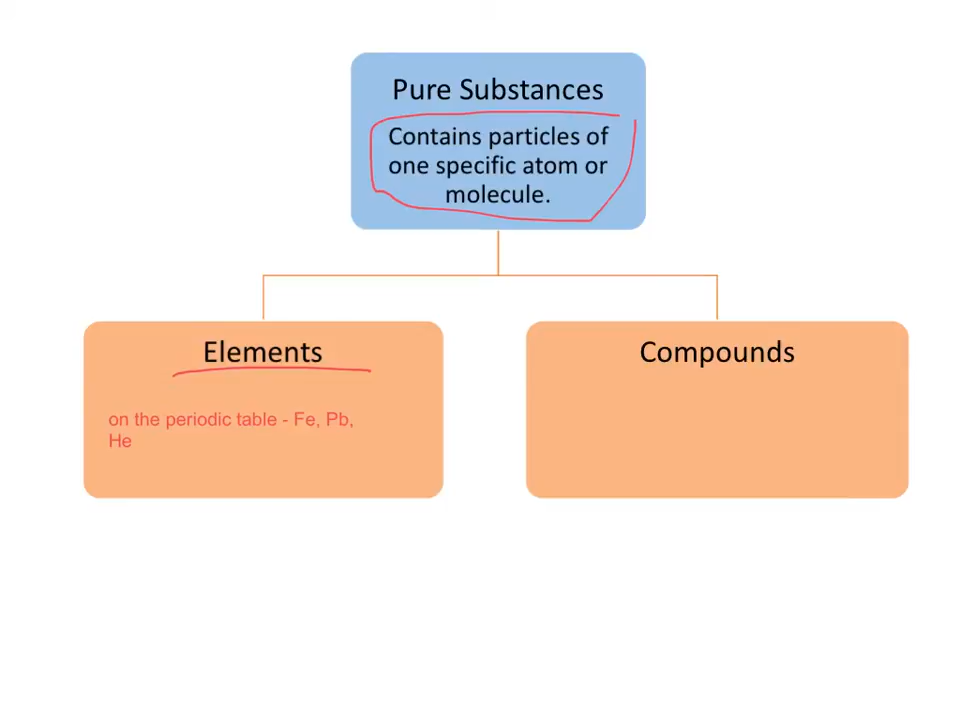 Pure Substances
Contains particles of
one specific atom or
molecule.
Elements
on the periodic table - Fe, Pb,
He
Compounds